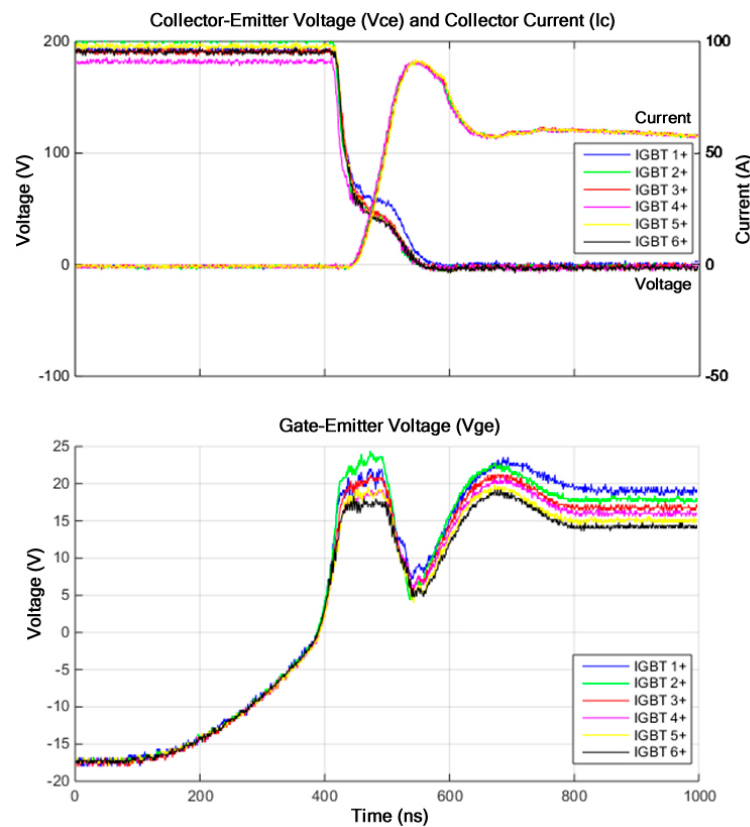 Collector-Emitter Voltage (Vce) and Collector Current (Ic)
200
100
0
-100
Voltage (V)
100
50
0
-50
Current (A)
Current
IGBT 1+
IGBT 2+
IGBT 3+
IGBT 4+
IGBT 5+
IGBT 6+
Voltage
Gate-Emitter Voltage (Vge)
25
20
15
10
5
0
-5
-10
-15
-20
Voltage (V)
IGBT 1+
IGBT 2+
IGBT 3+
IGBT 4+
IGBT 5+
IGBT 6+
0 200 400 600 800 1000
Time (ns)